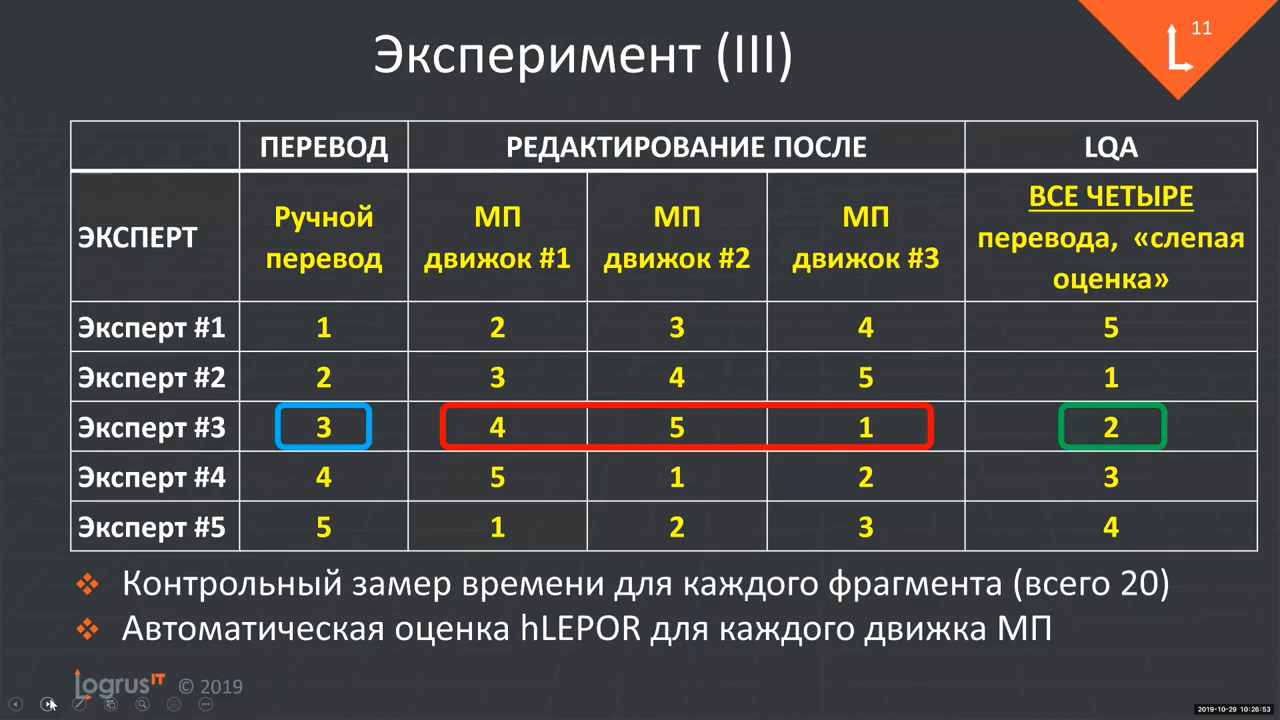 11
Эксперимент (III)
ПЕРЕВОД РЕДАКТИРОВАНИЕ ПОСЛЕ LQA
ЭКСПЕРТ Ручной перевод МП движок #1 МП движок #2 МП движок #3 ВСЕ ЧЕТЫРЕ перевода, «слепая оценка»
Эксперт #1 1 2 3 4 5
Эксперт #2 2 3 4 5 1
Эксперт #3 3 4 5 1 2
Эксперт #4 4 5 1 2 3
Эксперт #5 5 1 2 3 4
Контрольный замер времени для каждого фрагмента (всего 20)
Автоматическая оценка hLEPOR для каждого движка МП
logrusIT © 2019
2019-10-29 10:26:53